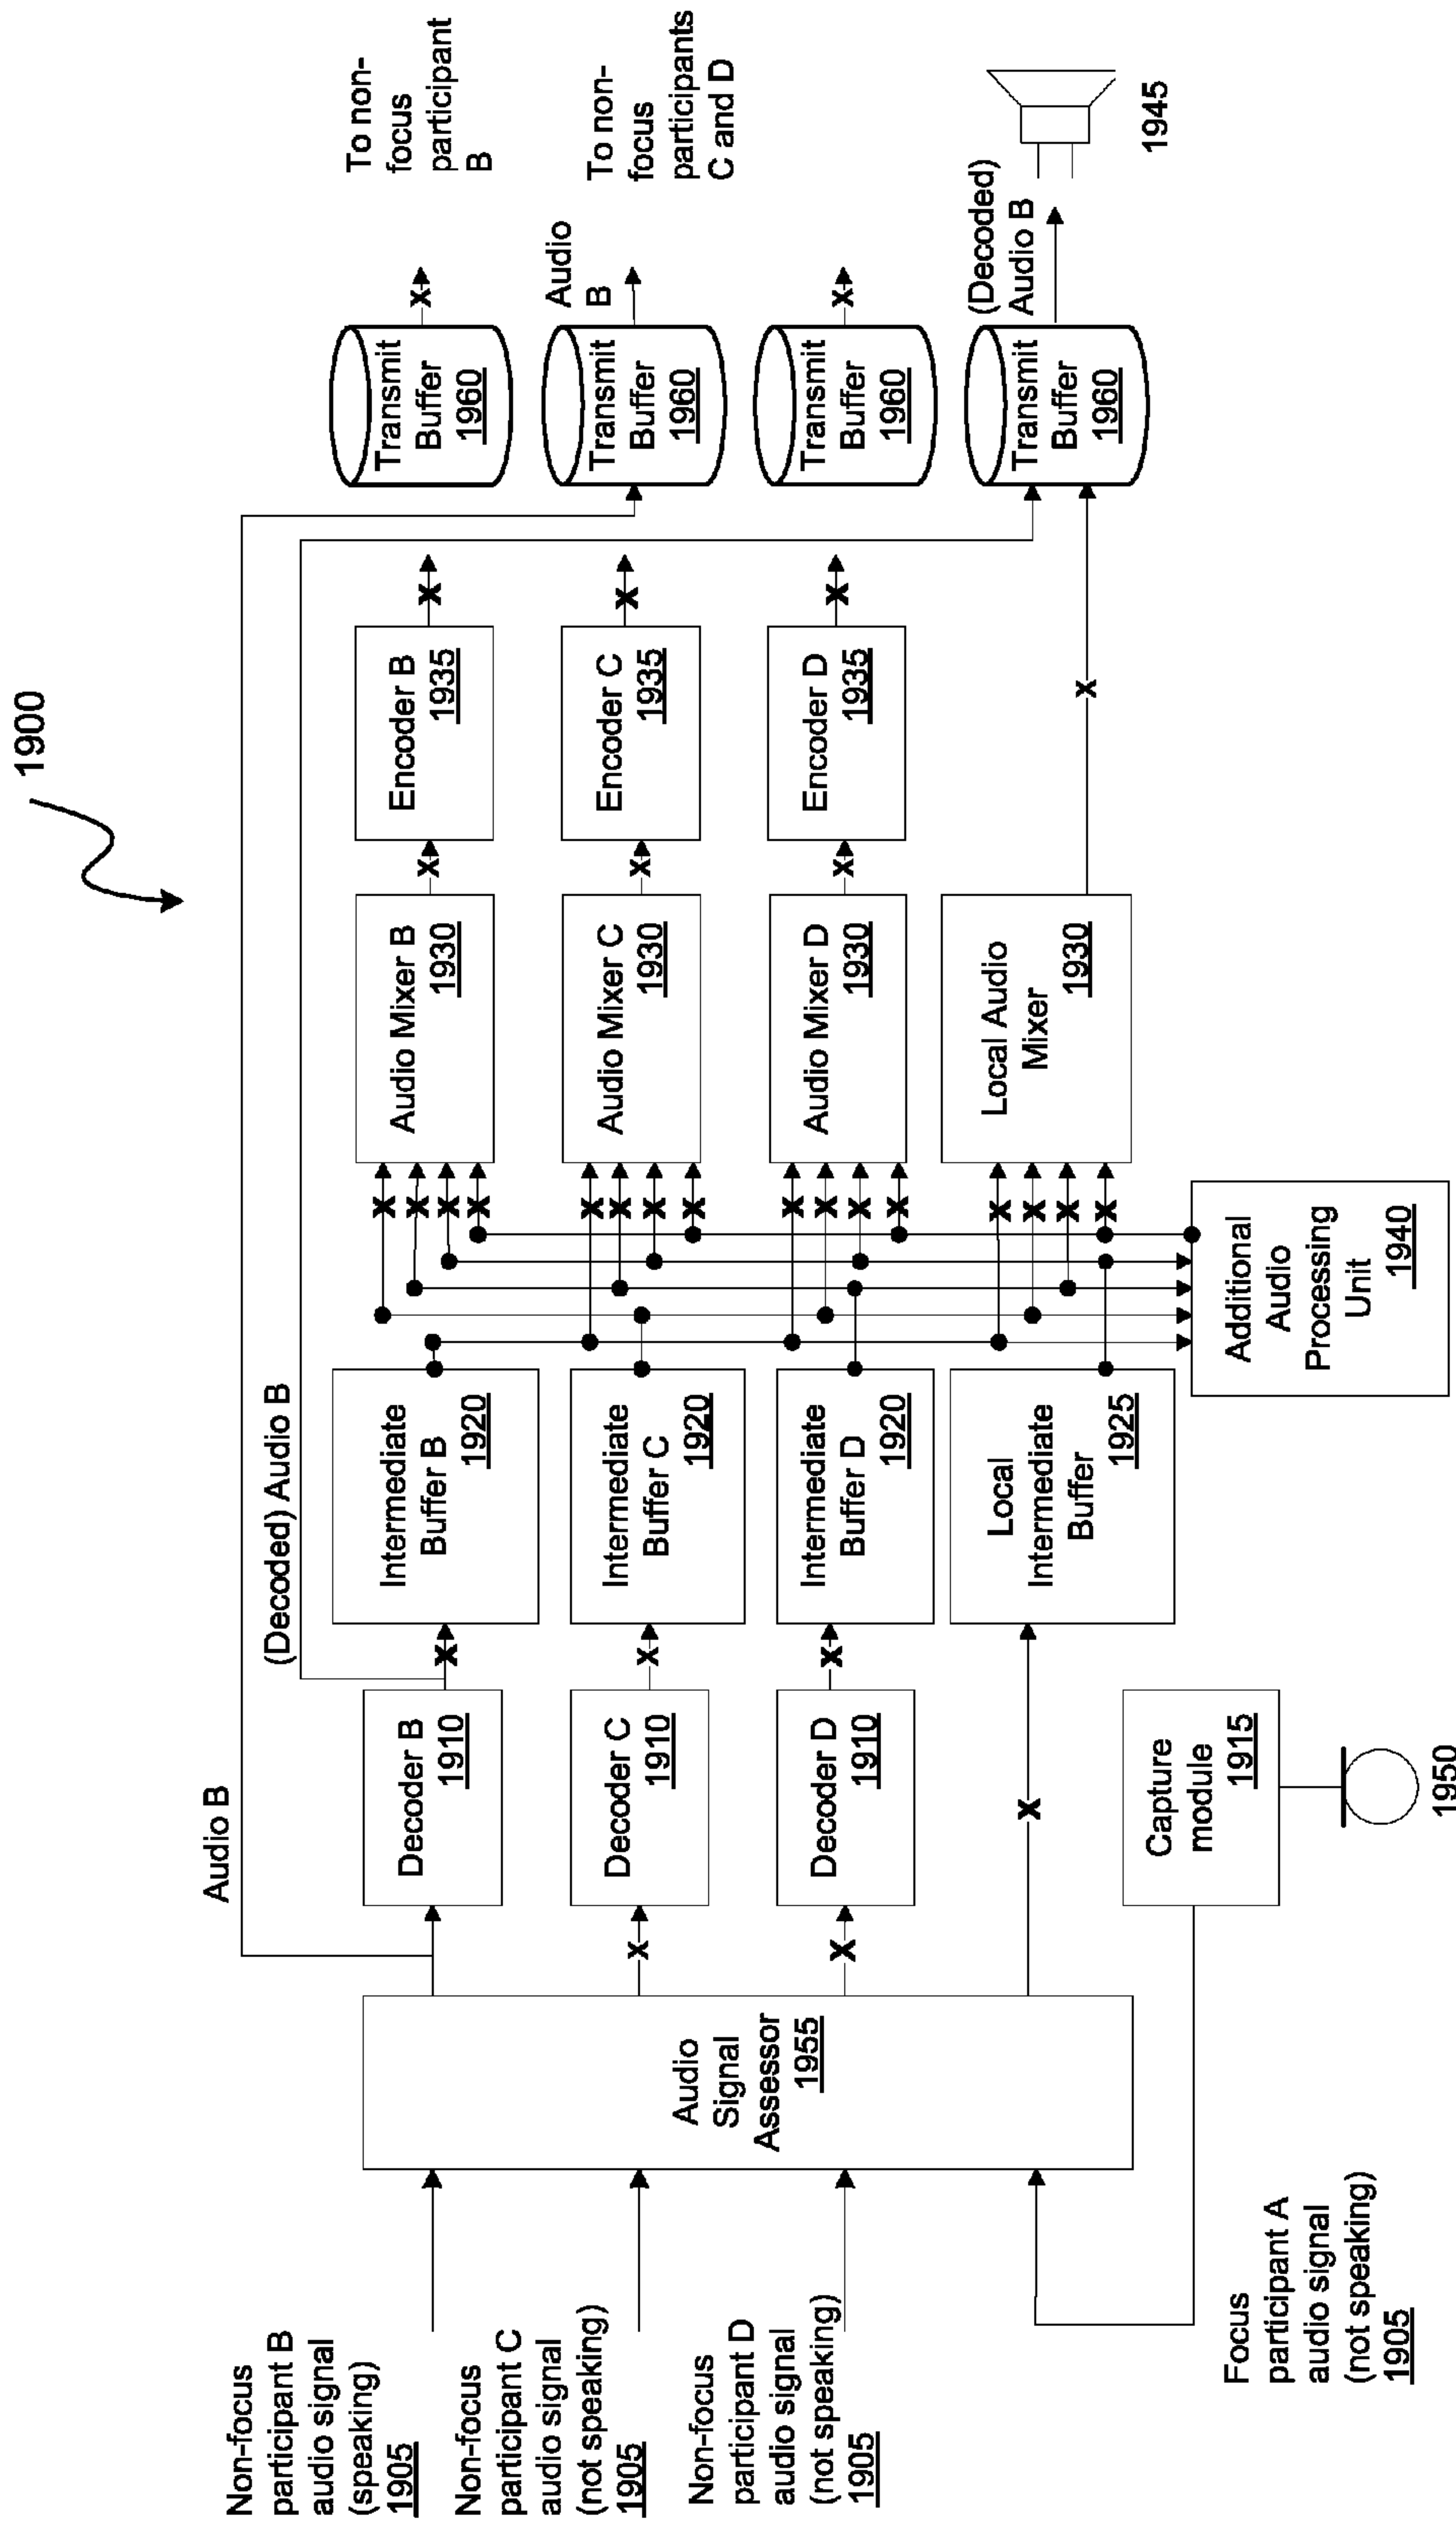 1900
Audio B
(Decoded) Audio B
Non-focus
participant B
audio signal
(speaking)
1905
Non-focus
participant C
audio signal
(not speaking)
1905
Non-focus
participant D
audio signal
(not speaking)
1905
Focus
participant A
audio signal
(not speaking)
1905
Audio
Signal
Assessor
1955
Decoder B
1910
Decoder C
1910
Decoder D
1910
Capture
module
1915
1950
Intermediate
Buffer B
1920
Intermediate
Buffer C
1920
Intermediate
Buffer D
1920
Local
Intermediate
Buffer
1925
Additional
Audio
Processing
Unit
1940
Audio Mixer B
1930
Audio Mixer C
1930
Audio Mixer D
1930
Local Audio
Mixer
1930
Encoder B
1935
Encoder C
1935
Encoder D
1935
Transmit
Buffer
1960
Transmit
Buffer
1960
Transmit
Buffer
1960
Transmit
Buffer
1960
To non-
focus
participant
B
Audio
B
To non-
focus
participants
C and D
(Decoded)
Audio B
1945